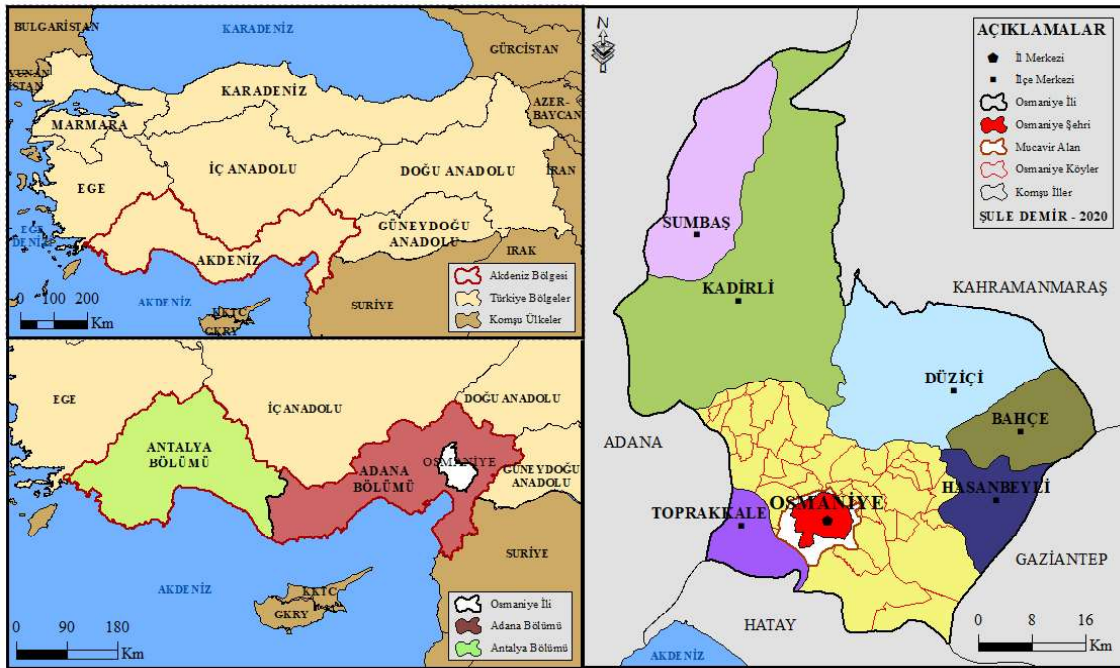 BULGARİSTAN
KARADENİZ
GÜRCİSTAN
YUNAN
İSTAN
KARADENİZ
AZER-
BAYCAN
MARMARA
İÇ ANADOLU
DOĞU ANADOLU
İRAN
EGE
GÜNEYDOĞU
ANADOLU
EGE
DENİZ
AKDENİZ
IRAK
AKDENİZ
SURİYE
KKTC
GKRY
0 100 200
Km
Akdeniz Bölgesi
Türkiye Bölgeler
Komşu Ülkeler
EGE
İÇ ANADOLU
DOĞU ANADOLU
ANTALYA
BÖLÜMÜ
ADANA
BÖLÜMÜ
OSMANİYE
GÜNEYDOĞU
ANADOLU
SURİYE
AKDENİZ
KKTC
GKRY
0 90 180
Km
Osmaniye İli
Adana Bölümü
Antalya Bölümü
N
AÇIKLAMALAR
İl Merkezi
İlçe Merkezi
Osmaniye İli
Osmaniye Şehri
Mucavir Alan
Osmaniye Köyler
Komşu İller
ŞULE DEMİR - 2020
SUMBAŞ
KADİRLİ
KAHRAMANMARAŞ
DÜZİÇİ
BAHÇE
ADANA
HASANBEYLİ
OSMANİYE
TOPRAKKALE
GAZİANTEP
HATAY
AKDENİZ
0 8 16
Km